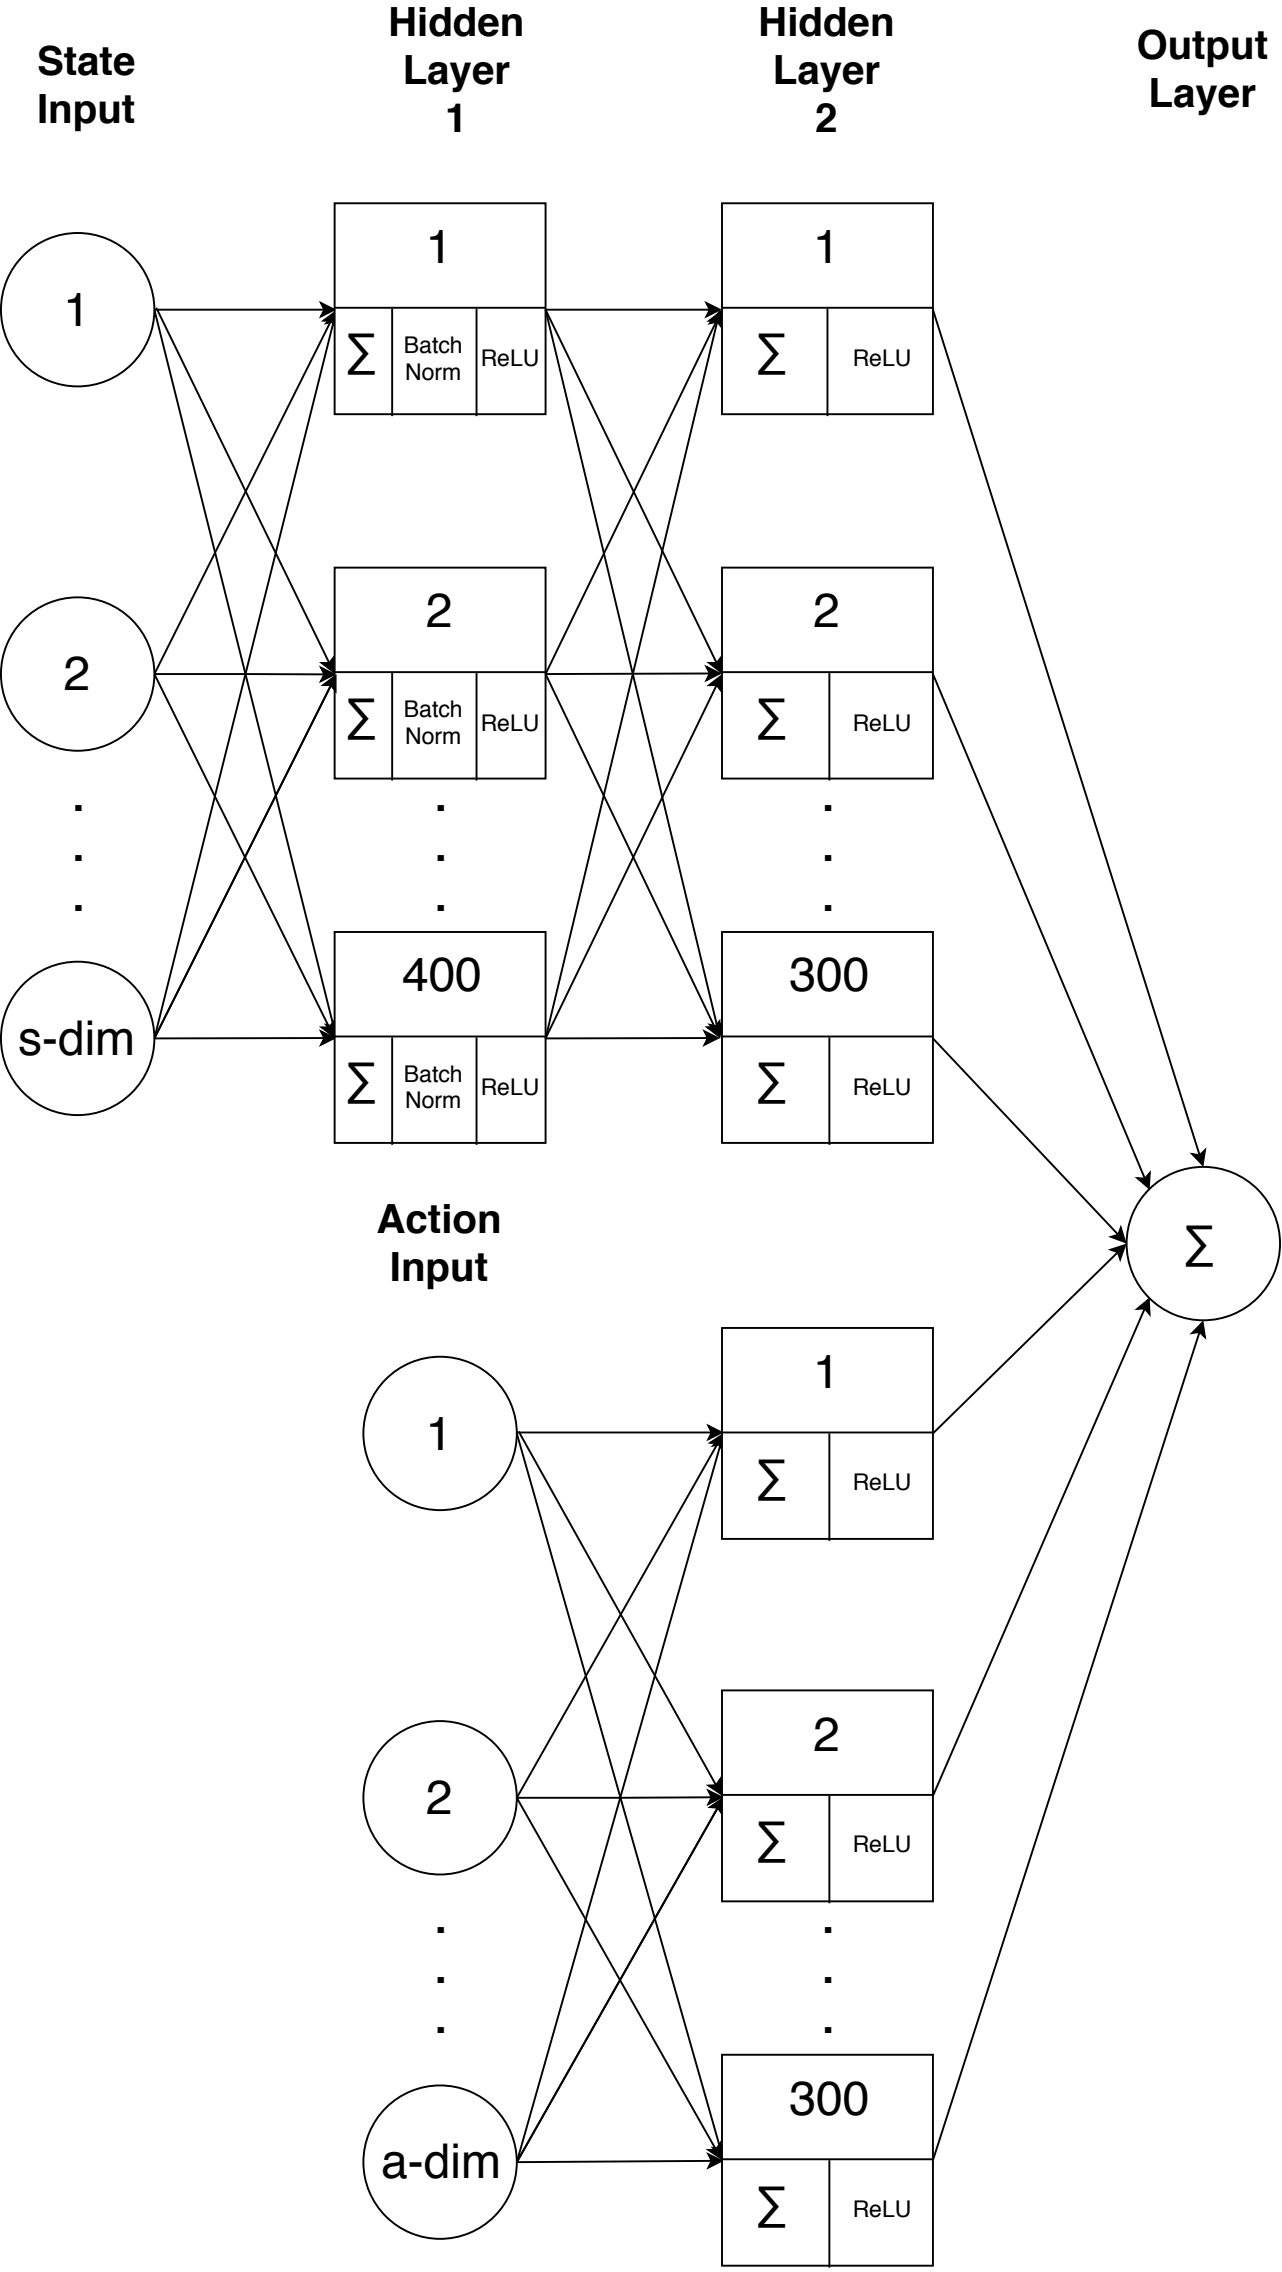 State
Input
Hidden
Layer
1
Hidden
Layer
2
Output
Layer
1
1
∑
Batch
Norm
ReLU
1
∑
ReLU
2
2
∑
Batch
Norm
ReLU
2
∑
ReLU
.
.
.
.
.
.
.
.
.
s-dim
400
∑
Batch
Norm
ReLU
300
∑
ReLU
∑
Action
Input
1
1
∑
ReLU
2
2
∑
ReLU
.
.
.
.
.
.
a-dim
300
∑
ReLU